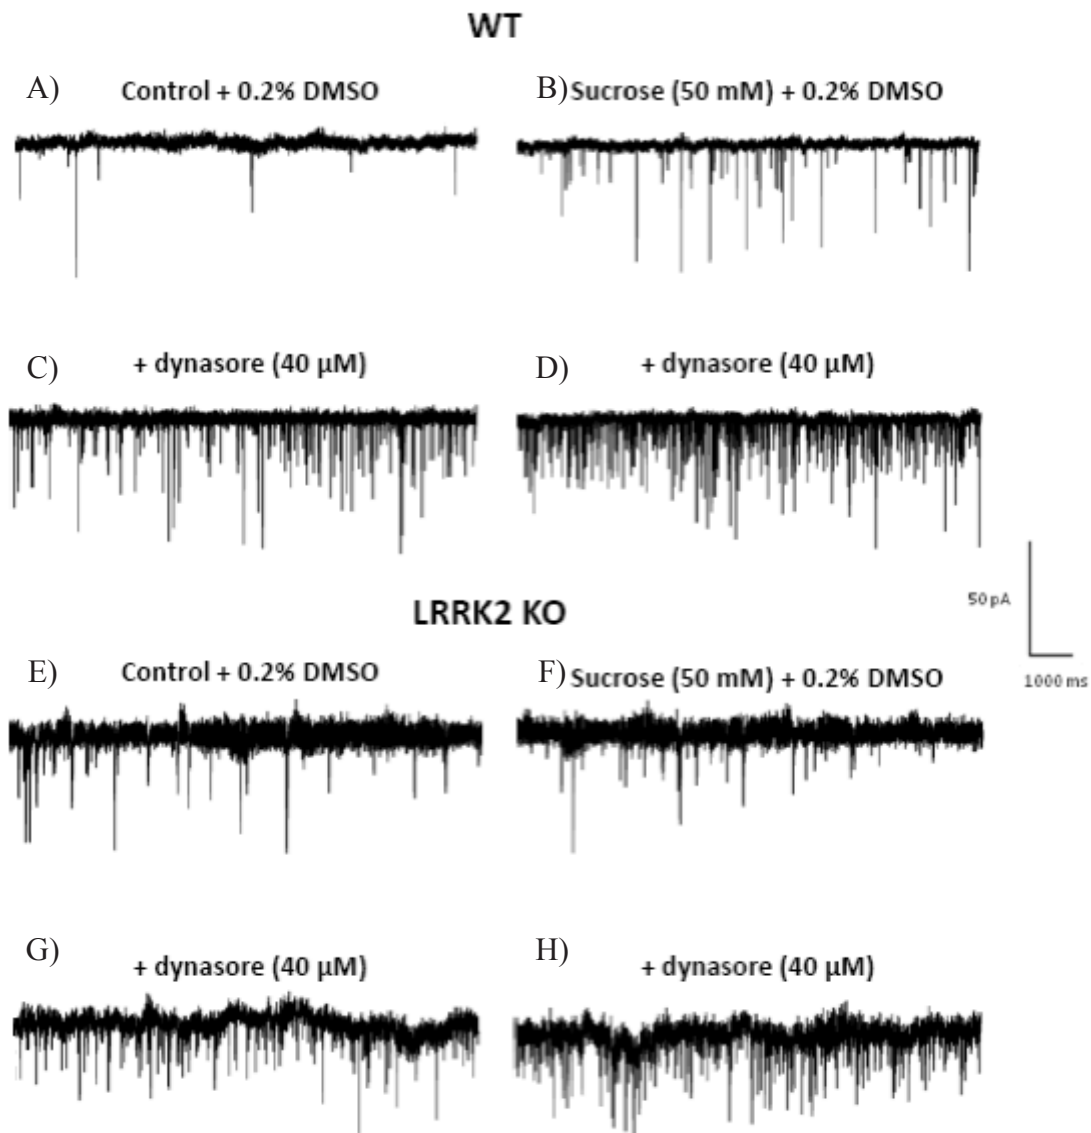 WT
A) Control + 0.2% DMSO
B) Sucrose (50 mM) + 0.2% DMSO
C) + dynasore (40 µM)
D) + dynasore (40 µM)
50 pA
1000 ms
LRRK2 KO
E) Control + 0.2% DMSO
F) Sucrose (50 mM) + 0.2% DMSO
G) + dynasore (40 µM)
H) + dynasore (40 µM)